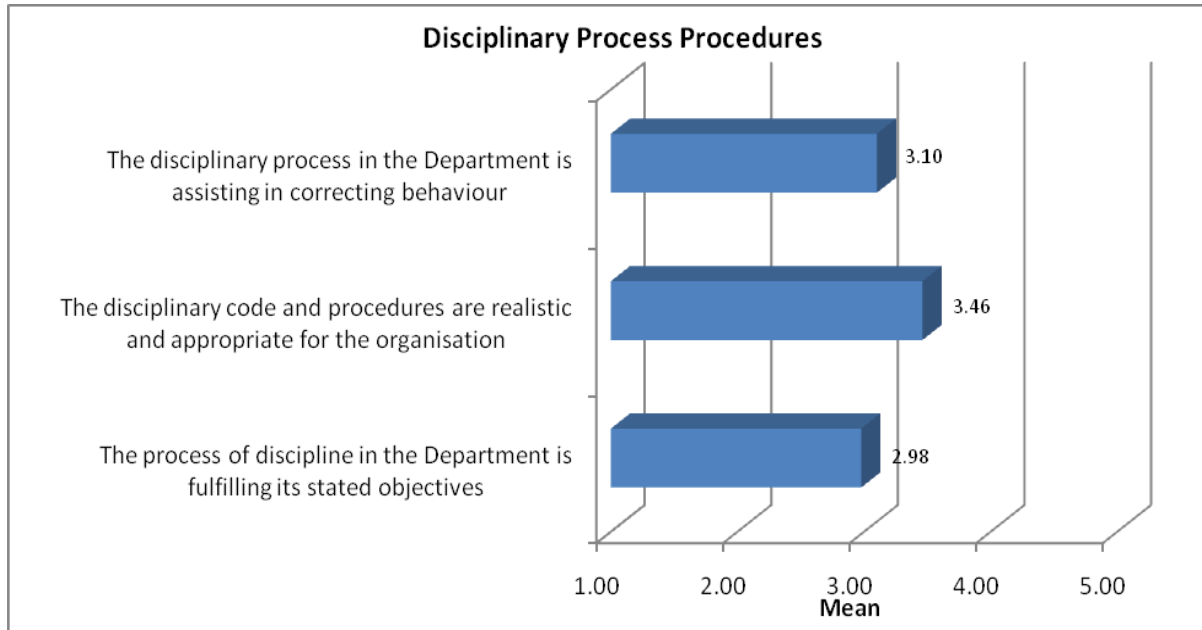 Disciplinary Process Procedures
The disciplinary process in the Department is
assisting in correcting behaviour
3.10
The disciplinary code and procedures are realistic
and appropriate for the organisation
3.46
The process of discipline in the Department is
fulfilling its stated objectives
2.98
1.00 2.00 3.00 4.00 5.00
Mean